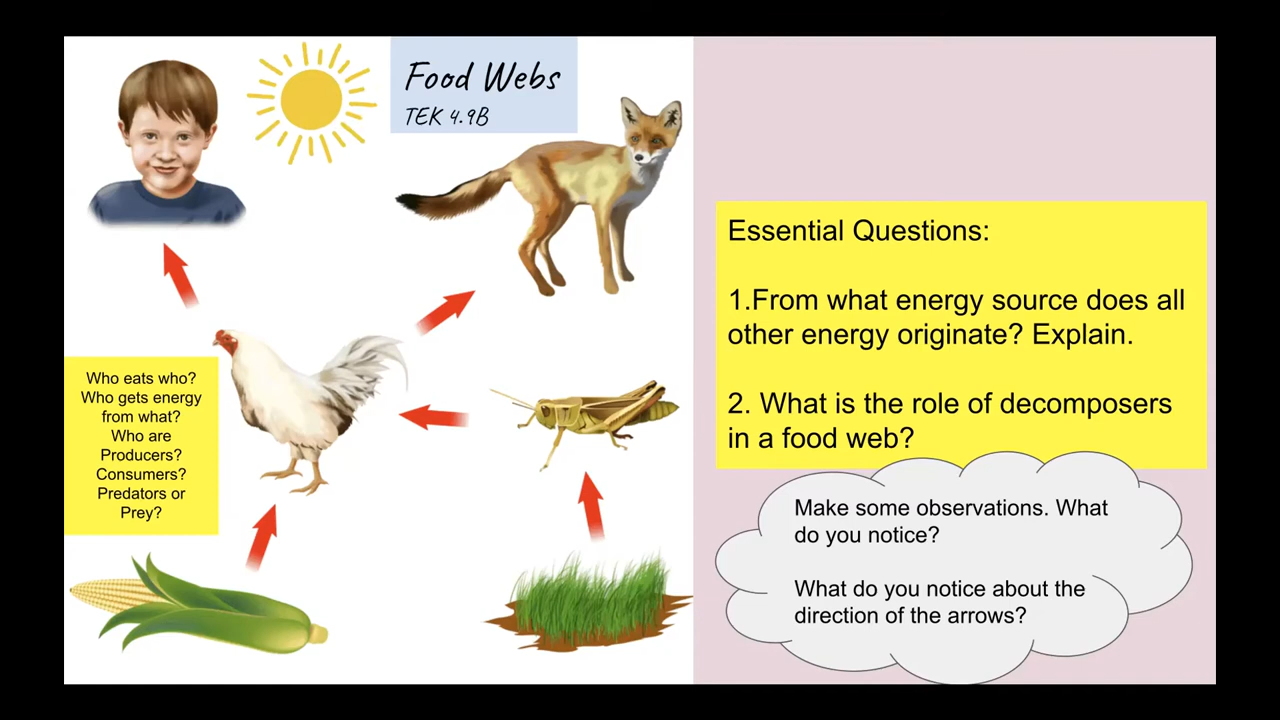 Food Webs
TEK 4.9B
Who eats who?
Who gets energy
from what?
Who are
Producers?
Consumers?
Predators or
Prey?
Essential Questions:
1.From what energy source does all
other energy originate? Explain.
2. What is the role of decomposers
in a food web?
Make some observations. What
do you notice?
What do you notice about the
direction of the arrows?